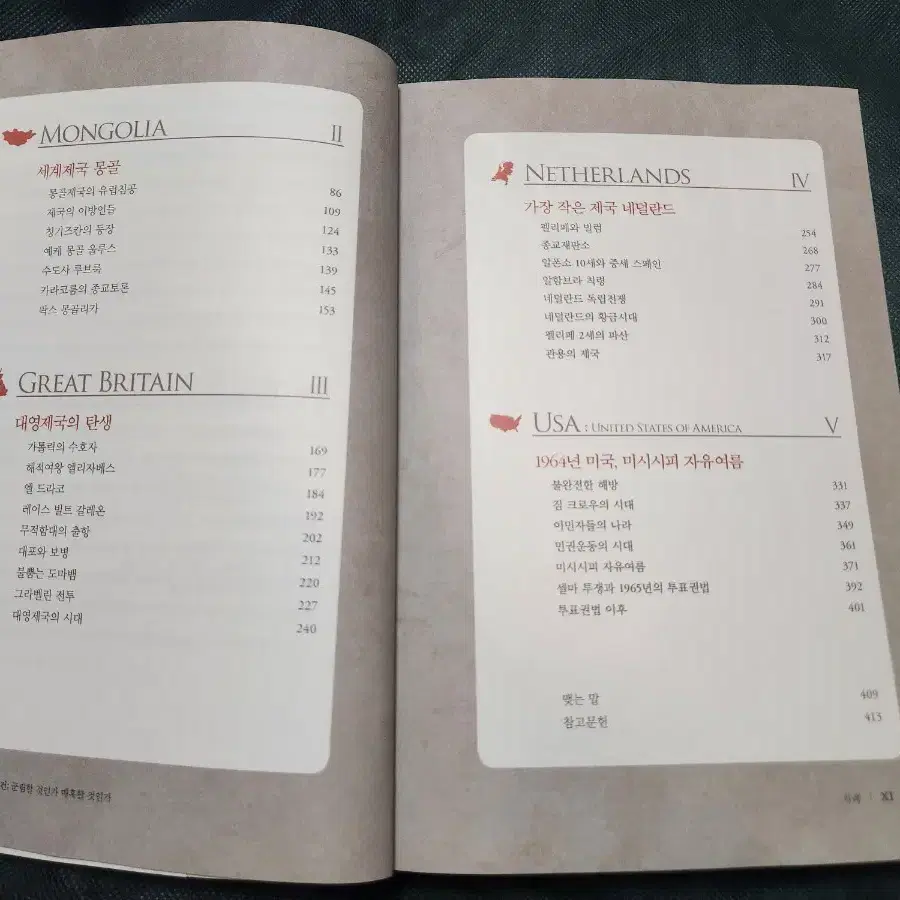 MONGOLIA II
세계제국 몽골
몽골제국의 유럽침공 86
제국의 이방인들 109
칭기즈칸의 등장 124
예케 몽골 울루스 133
수도사 루브룩 139
카라코룸의 종교토론 145
팍스 몽골리카 153
GREAT BRITAIN III
대영제국의 탄생
가톨릭의 수호자 169
해적여왕 엘리자베스 177
엘 드라코 184
레이스 빌트 갈레온 192
무적함대의 출항 202
대포와 보병 212
불뿜는 도마뱀 220
그라벨린 전투 227
대영제국의 시대 240
군림할 것인가 매혹할 것인가
NETHERLANDS IV
가장 작은 제국 네덜란드
펠리페와 빌럼 254
종교재판소 268
알폰소 10세와 중세 스페인 277
알함브라 칙령 284
네덜란드 독립전쟁 291
네덜란드의 황금시대 300
펠리페 2세의 파산 312
관용의 제국 317
USA : UNITED STATES OF AMERICA V
1964년 미국, 미시시피 자유여름
불완전한 해방 331
짐 크로우의 시대 337
이민자들의 나라 349
민권운동의 시대 361
미시시피 자유여름 371
셀마 투쟁과 1965년의 투표권법 392
투표권법 이후 401
맺는 말 409
참고문헌 413
차례 | XI